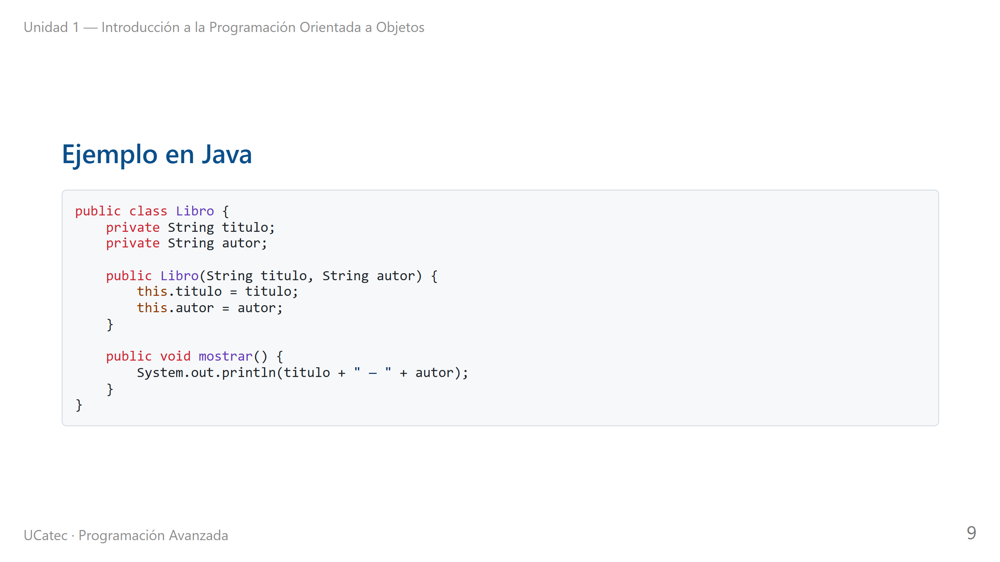 Unidad 1 — Introducción a la Programación Orientada a Objetos
Ejemplo en Java
public class Libro {
    private String titulo;
    private String autor;

    public Libro(String titulo, String autor) {
        this.titulo = titulo;
        this.autor = autor;
    }

    public void mostrar() {
        System.out.println(titulo + " — " + autor);
    }
}
UCatec · Programación Avanzada
9